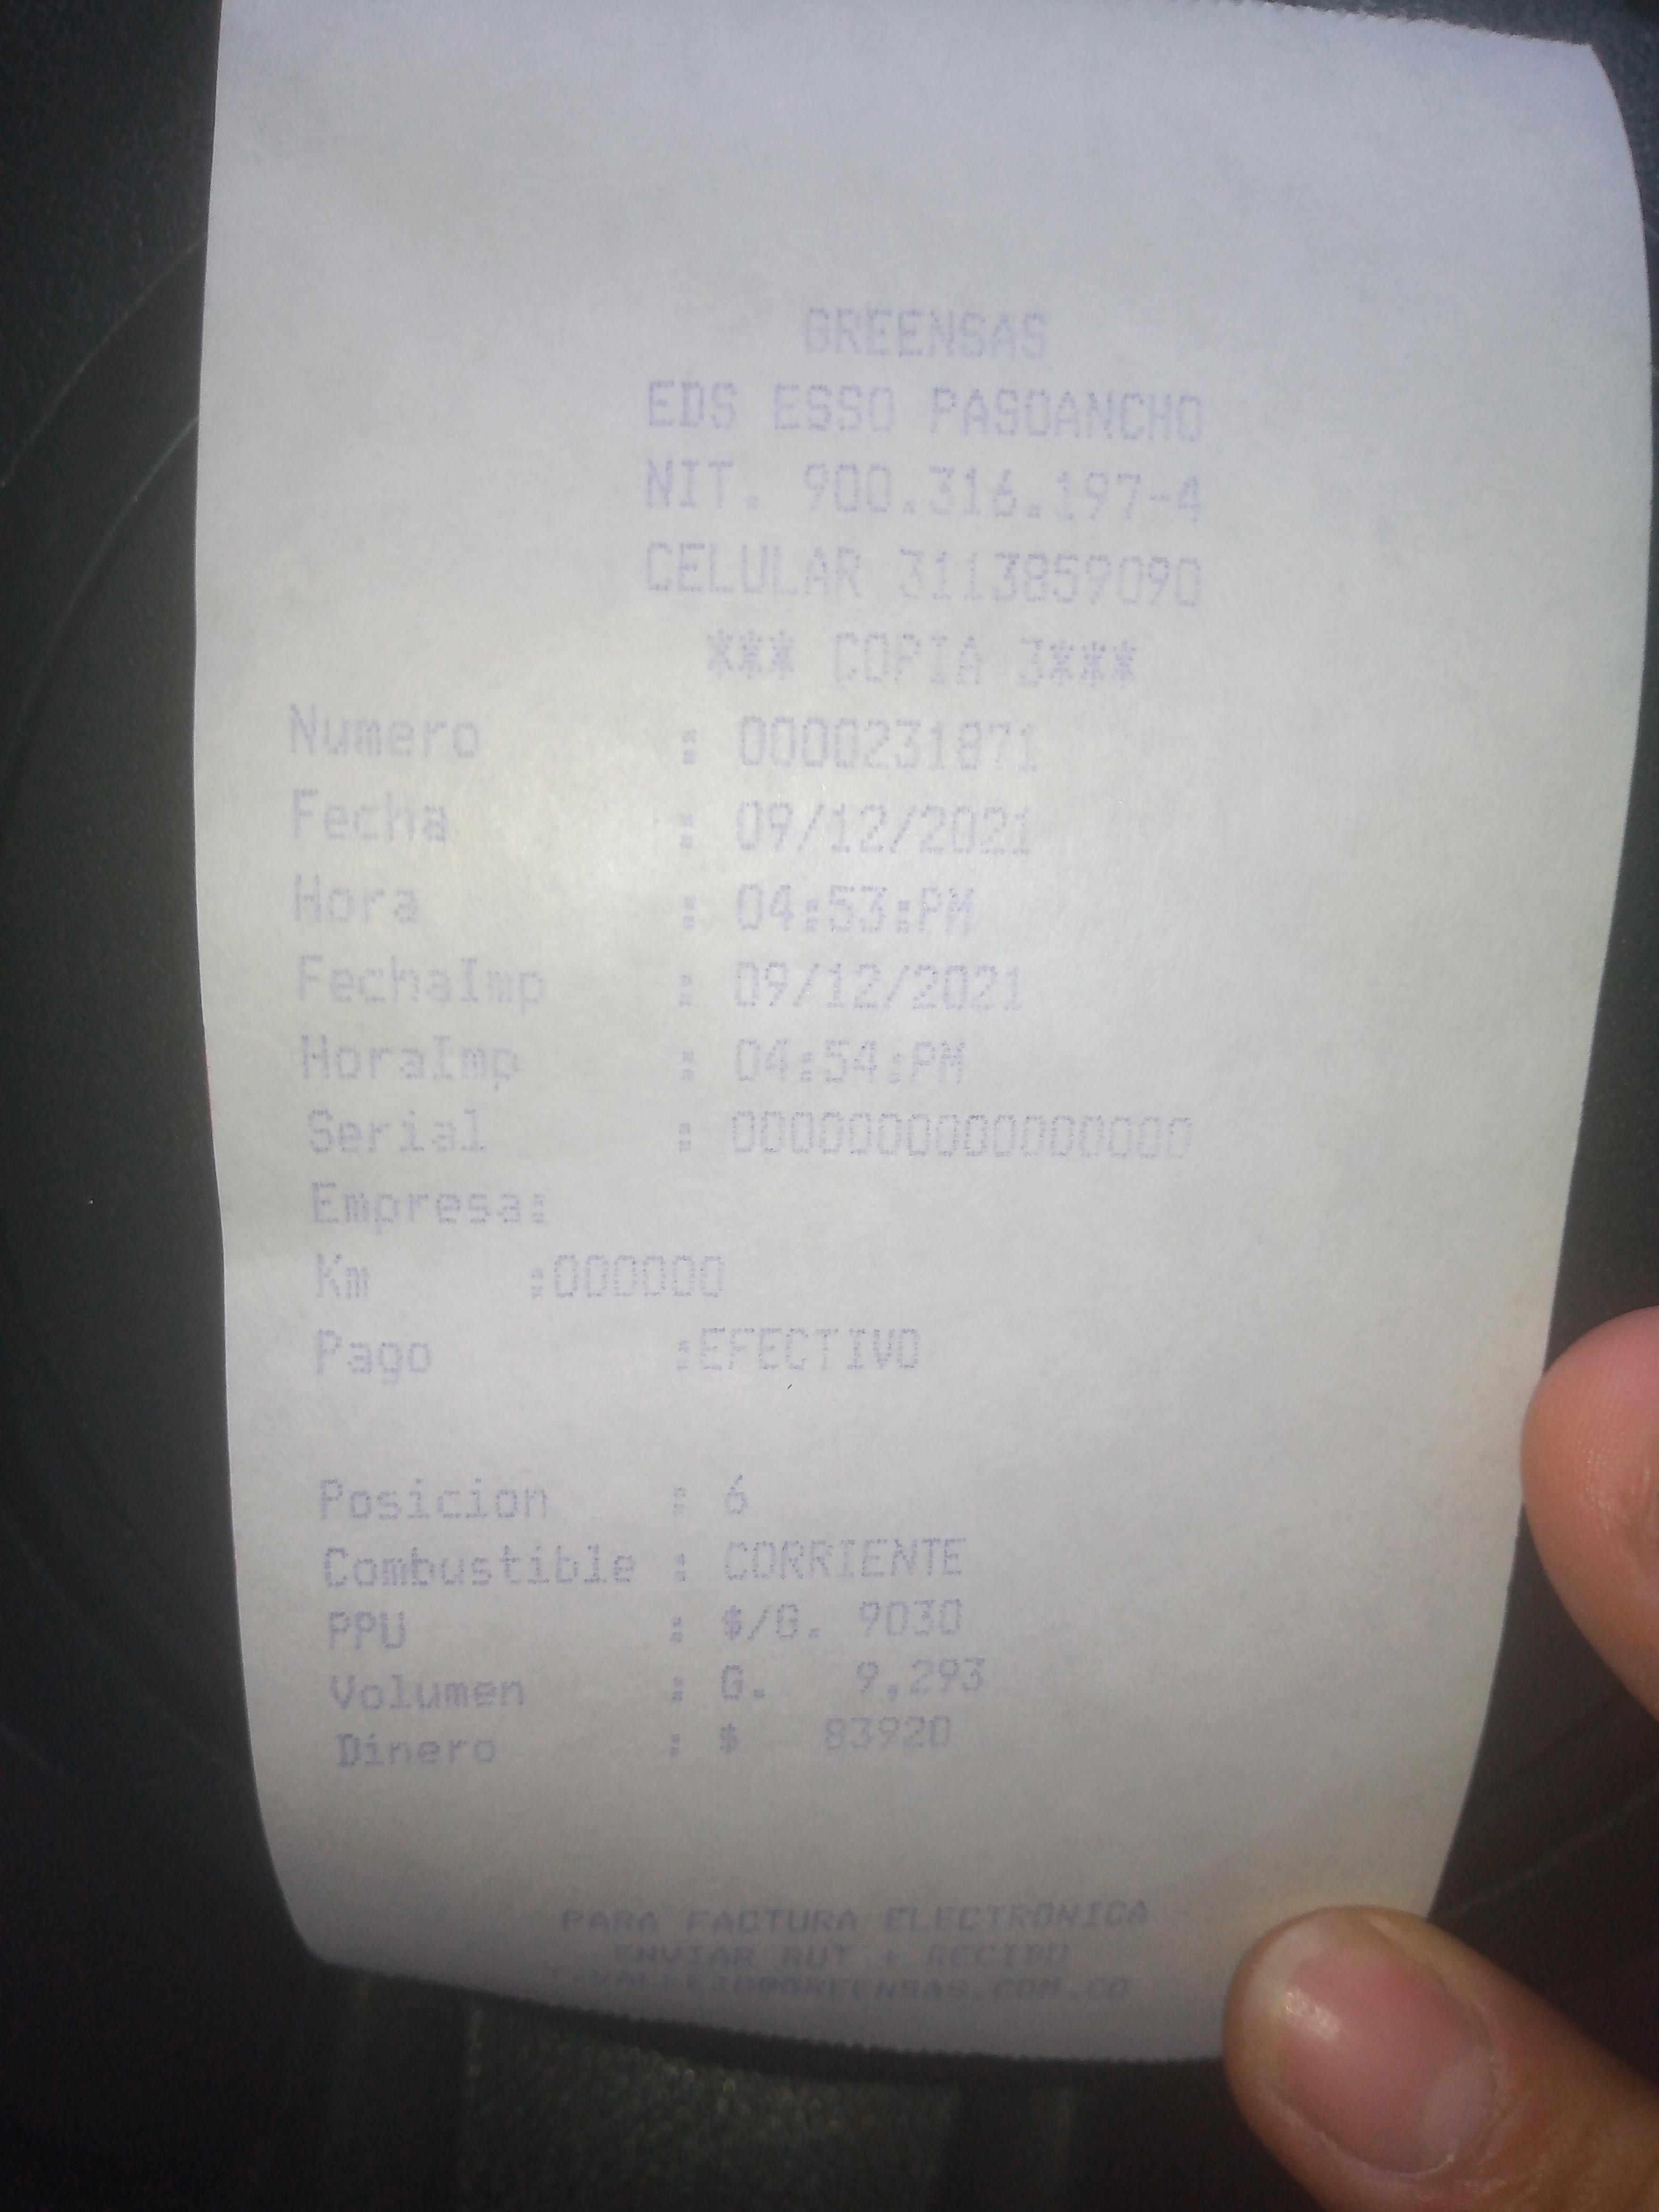 GREENSAS
EDS ESSO PASOANCHO
NIT. 900.316.197-4
CELULAR 3113859090
*** COPIA 3***
Numero : 0000231871
Fecha : 09/12/2021
Hora : 04:53:PM
FechaImp : 09/12/2021
HoraImp : 04:54:PM
Serial : 0000000000000000
Empresa:
Km :000000
Pago :EFECTIVO
Posicion : 6
Combustible : CORRIENTE
PPU : $/G. 9030
Volumen : G. 9,293
Dinero : $ 83920
PARA FACTURA ELECTRONICA
ENVIAR RUT + RECIBO